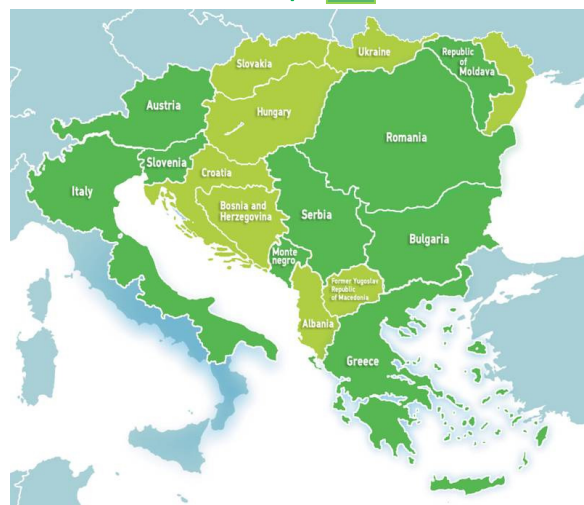 Slovakia
Ukraine
Republic
of
Moldava
Austria
Hungary
Romania
Slovenia
Croatia
Italy
Bosnia and
Herzegovina
Serbia
Bulgaria
Monte
negro
Former Yugoslav
Republic
of Macedonia
Albania
Greece